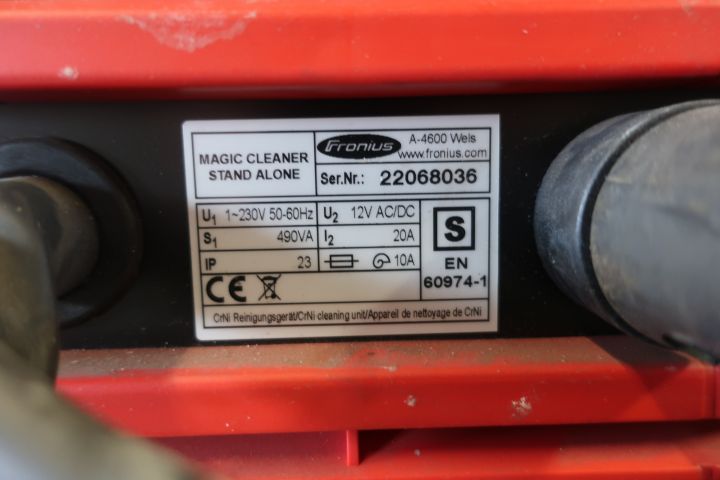 MAGIC CLEANER
STAND ALONE
Fronius
A-4600 Wels
www.fronius.com
Ser.Nr.: 22068036
U1 1~230V 50-60Hz
U2 12V AC/DC
S1 490VA
I2 20A
IP 23
10A
S
EN
60974-1
CE
CrNi Reinigungsgerät/CrNi cleaning unit/Appareil de nettoyage de CrNi